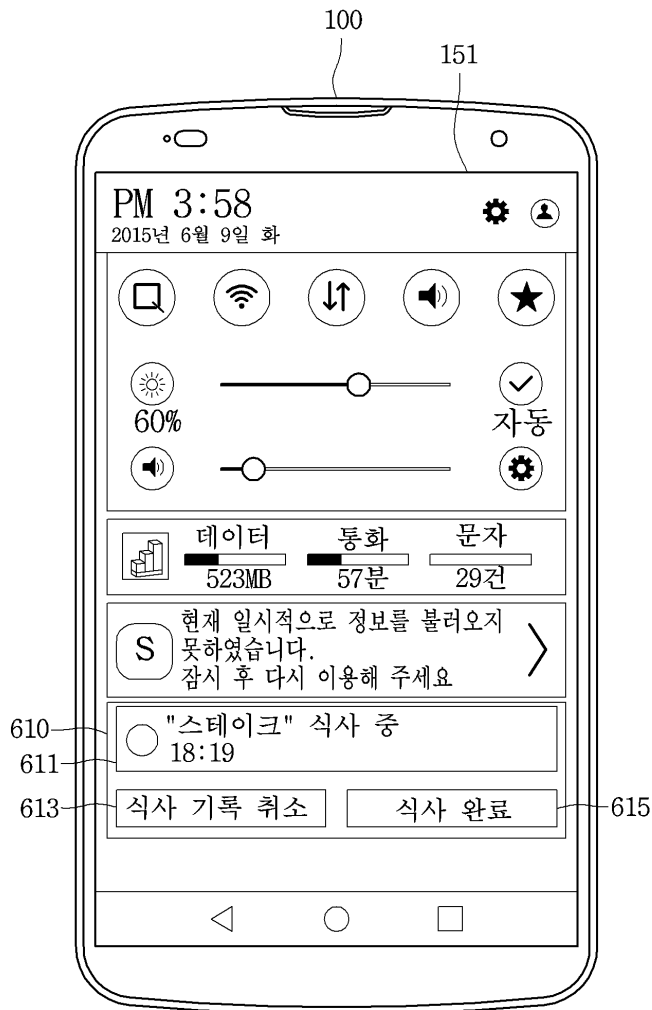 100
151
PM 3:58
2015년 6월 9일 화
60%
자동
데이터 통화 문자
523MB 57분 29건
S
현재 일시적으로 정보를 불러오지
못하였습니다.
잠시 후 다시 이용해 주세요
610
"스테이크" 식사 중
611
18:19
613
식사 기록 취소
식사 완료
615